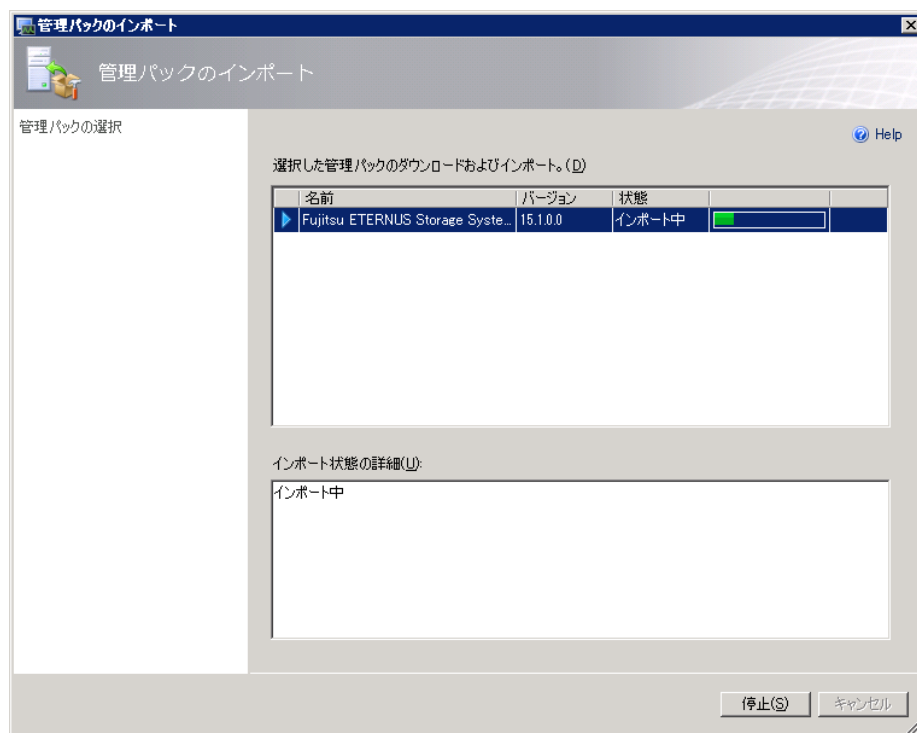 管理パックのインポート
管理パックのインポート
管理パックの選択
Help
選択した管理パックのダウンロードおよびインポート。(D)
名前 バージョン 状態
Fujitsu ETERNUS Storage Syste... 15.1.0.0 インポート中
インポート状態の詳細(U):
インポート中
停止(S) キャンセル